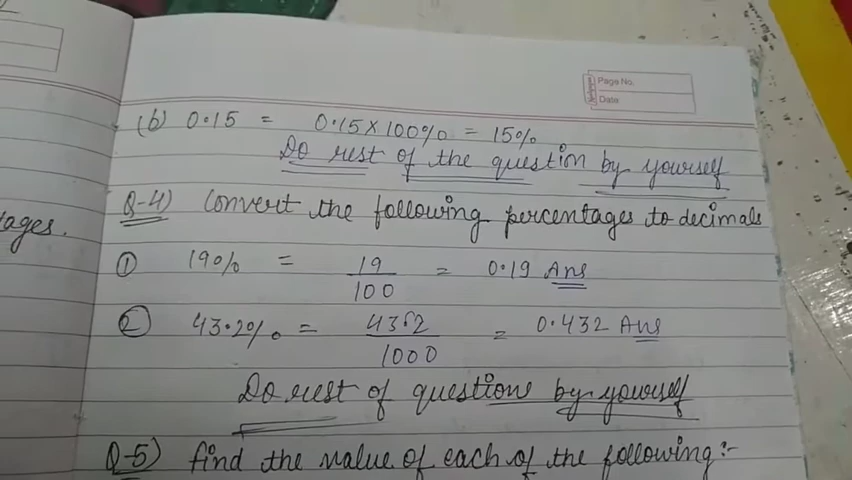 Page No.
Date
(b) 0.15 = 0.15 x 100% = 15%
Do rest of the question by yourself
Q-4) Convert the following percentages to decimals
ages.
① 19% = 19/100 = 0.19 Ans
② 43.2% = 432/1000 = 0.432 Ans
Do rest of questions by yourself
Q-5) find the value of each of the following:-